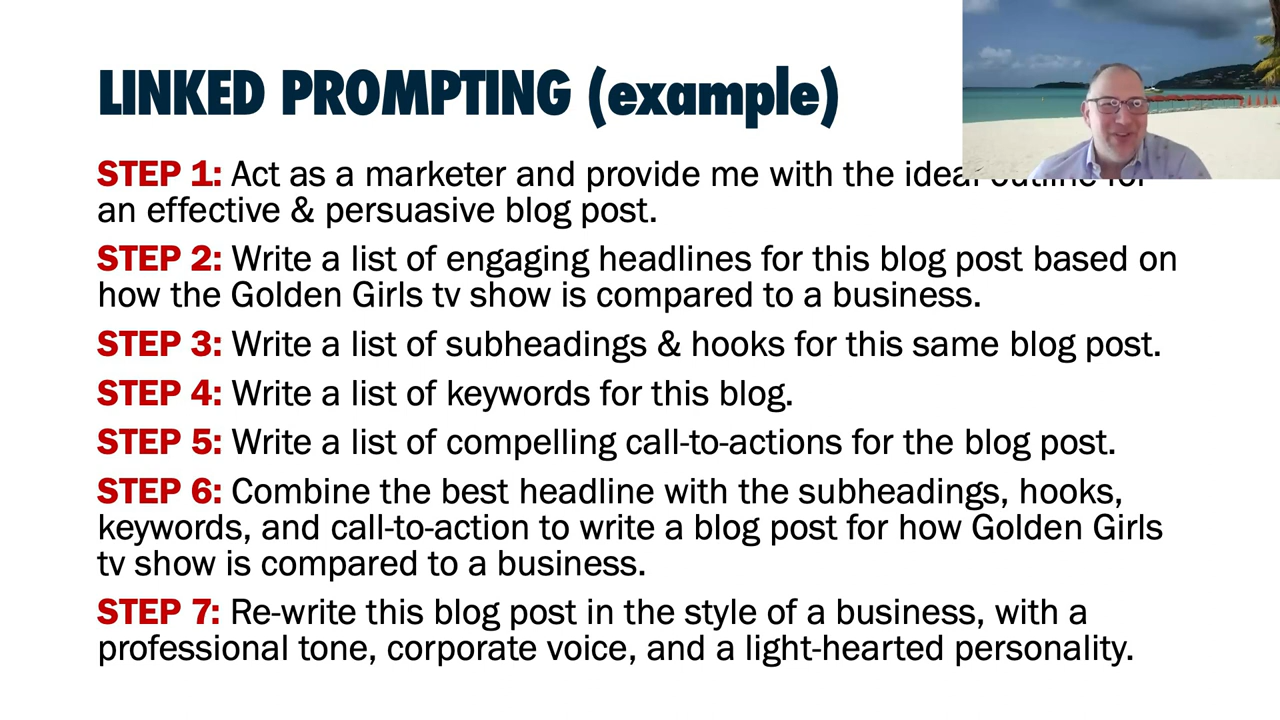 LINKED PROMPTING (example)
STEP 1: Act as a marketer and provide me with the ideal outline for
an effective & persuasive blog post.
STEP 2: Write a list of engaging headlines for this blog post based on
how the Golden Girls tv show is compared to a business.
STEP 3: Write a list of subheadings & hooks for this same blog post.
STEP 4: Write a list of keywords for this blog.
STEP 5: Write a list of compelling call-to-actions for the blog post.
STEP 6: Combine the best headline with the subheadings, hooks,
keywords, and call-to-action to write a blog post for how Golden Girls
tv show is compared to a business.
STEP 7: Re-write this blog post in the style of a business, with a
professional tone, corporate voice, and a light-hearted personality.